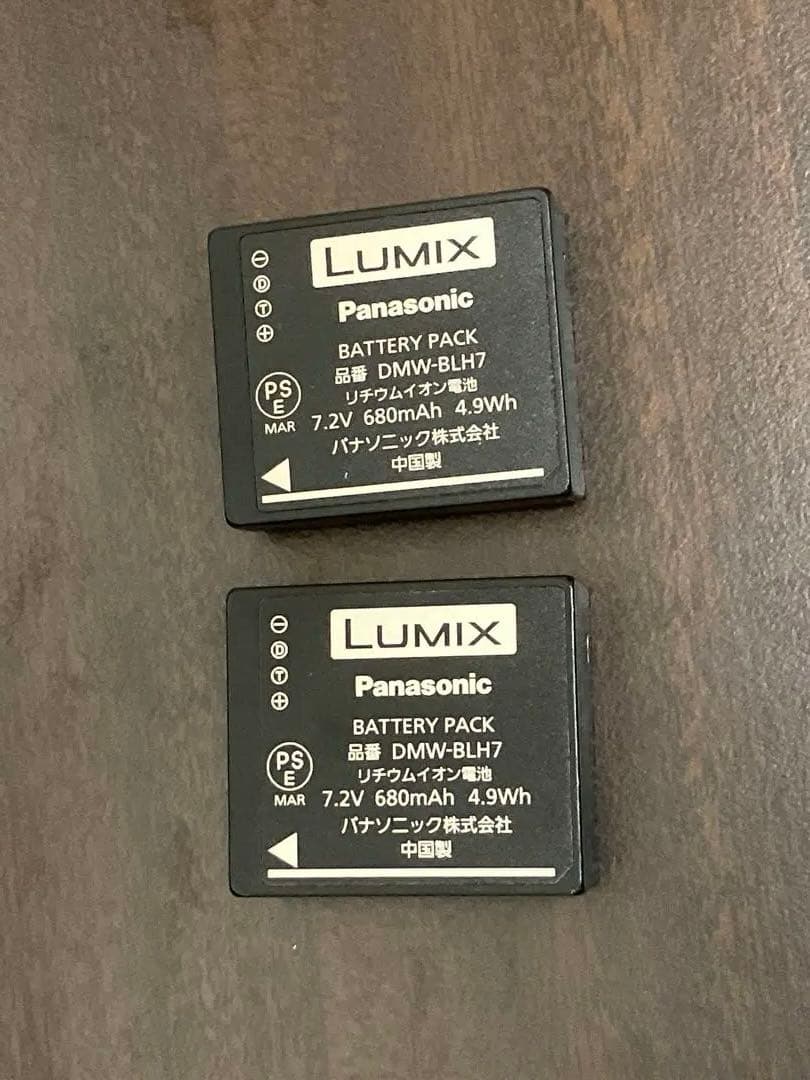 LUMIX
Panasonic
BATTERY PACK
品番 DMW-BLH7
リチウムイオン電池
7.2V 680mAh 4.9Wh
パナソニック株式会社
中国製
⊖
Ⓓ
Ⓣ
⊕
PS
E
MAR
LUMIX
Panasonic
BATTERY PACK
品番 DMW-BLH7
リチウムイオン電池
7.2V 680mAh 4.9Wh
パナソニック株式会社
中国製
⊖
Ⓓ
Ⓣ
⊕
PS
E
MAR